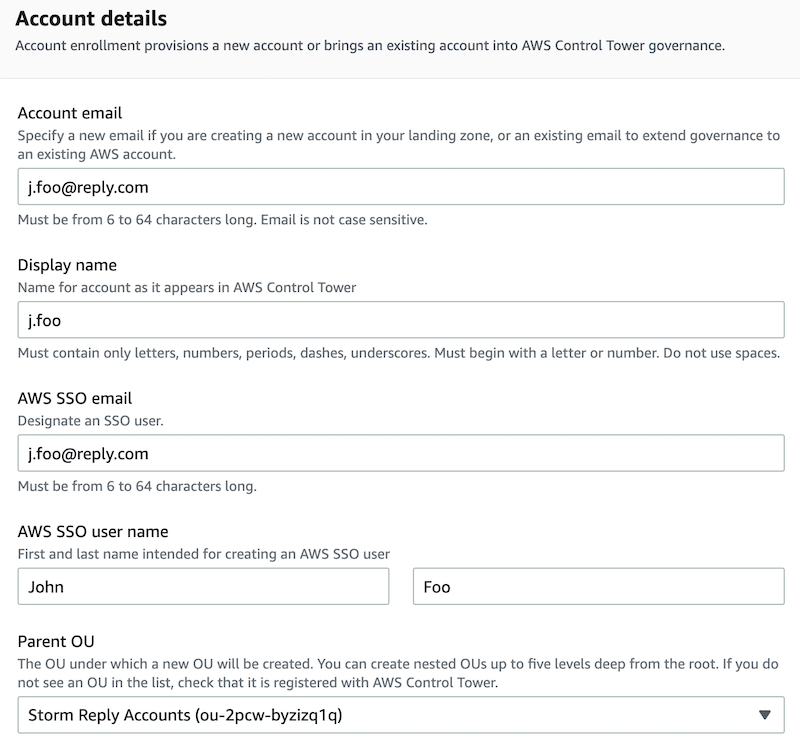 Account details
Account enrollment provisions a new account or brings an existing account into AWS Control Tower governance.
Account email
Specify a new email if you are creating a new account in your landing zone, or an existing email to extend governance to
an existing AWS account.
j.foo@reply.com
Must be from 6 to 64 characters long. Email is not case sensitive.
Display name
Name for account as it appears in AWS Control Tower
j.foo
Must contain only letters, numbers, periods, dashes, underscores. Must begin with a letter or number. Do not use spaces.
AWS SSO email
Designate an SSO user.
j.foo@reply.com
Must be from 6 to 64 characters long.
AWS SSO user name
First and last name intended for creating an AWS SSO user
John Foo
Parent OU
The OU under which a new OU will be created. You can create nested OUs up to five levels deep from the root. If you do
not see an OU in the list, check that it is registered with AWS Control Tower.
Storm Reply Accounts (ou-2pcw-byzizq1q)